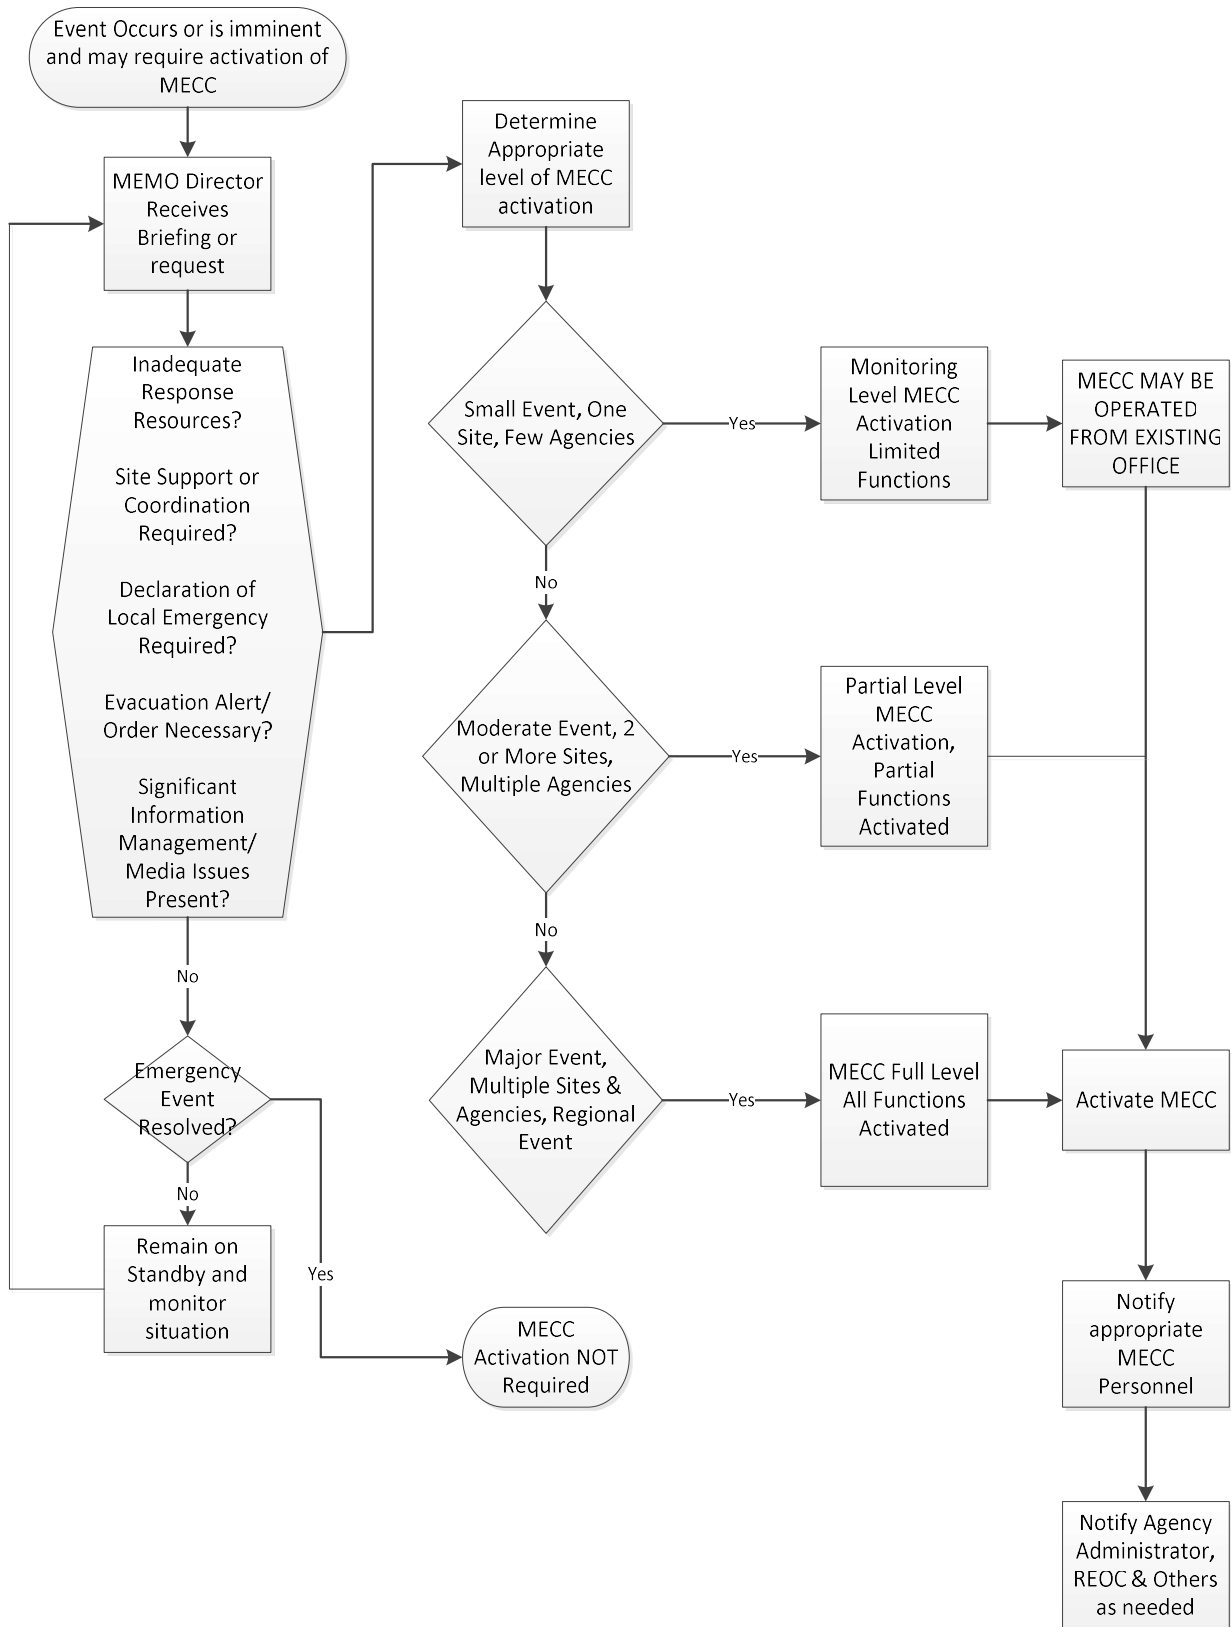 Event Occurs or is imminent
and may require activation of
MECC
MEMO Director
Receives
Briefing or
request
Inadequate
Response
Resources?
Site Support or
Coordination
Required?
Declaration of
Local Emergency
Required?
Evacuation Alert/
Order Necessary?
Significant
Information
Management/
Media Issues
Present?
No
Emergency
Event
Resolved?
No
Yes
Remain on
Standby and
monitor
situation
MECC
Activation NOT
Required
Determine
Appropriate
level of MECC
activation
Small Event, One
Site, Few Agencies
Yes
Monitoring
Level MECC
Activation
Limited
Functions
MECC MAY BE
OPERATED
FROM EXISTING
OFFICE
No
Moderate Event, 2
or More Sites,
Multiple Agencies
Yes
Partial Level
MECC
Activation,
Partial
Functions
Activated
No
Major Event,
Multiple Sites &
Agencies, Regional
Event
Yes
MECC Full Level
All Functions
Activated
Activate MECC
Notify
appropriate
MECC
Personnel
Notify Agency
Administrator,
REOC & Others
as needed